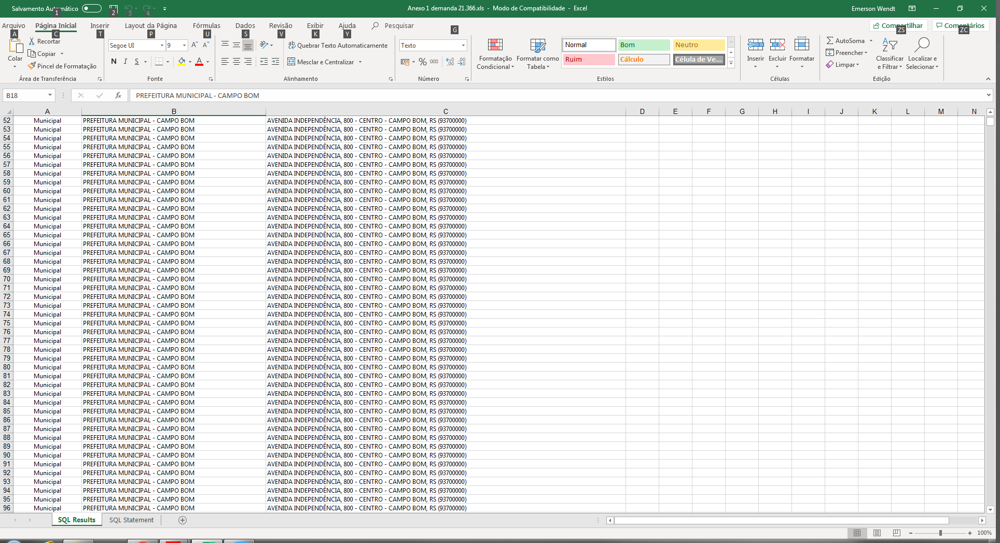 Salvamento Automático
1
2
3
4
Anexo 1 demanda 21.366.xls - Modo de Compatibilidade - Excel
Emerson Wendt
Arquivo Página Inicial Inserir Layout da Página Fórmulas Dados Revisão Exibir Ajuda Pesquisar Compartilhar Comentários
A C T P U S V K Y G ZS ZC
Colar
Recortar
Copiar
Pincel de Formatação
Área de Transferência
Segoe UI 9
N I S
Fonte
Quebrar Texto Automaticamente
Mesclar e Centralizar
Alinhamento
Texto
% 000
Número
Formatação Condicional
Formatar como Tabela
Normal Bom Neutro
Ruim Cálculo Célula de Ve...
Estilos
Inserir Excluir Formatar
Células
AutoSoma
Preencher
Limpar
Classificar e Filtrar
Localizar e Selecionar
Edição
B18 fx PREFEITURA MUNICIPAL - CAMPO BOM
A B C D E F G H I J K L M N
52 Municipal PREFEITURA MUNICIPAL - CAMPO BOM AVENIDA INDEPENDÊNCIA, 800 - CENTRO - CAMPO BOM, RS (93700000)
53 Municipal PREFEITURA MUNICIPAL - CAMPO BOM AVENIDA INDEPENDÊNCIA, 800 - CENTRO - CAMPO BOM, RS (93700000)
54 Municipal PREFEITURA MUNICIPAL - CAMPO BOM AVENIDA INDEPENDÊNCIA, 800 - CENTRO - CAMPO BOM, RS (93700000)
55 Municipal PREFEITURA MUNICIPAL - CAMPO BOM AVENIDA INDEPENDÊNCIA, 800 - CENTRO - CAMPO BOM, RS (93700000)
56 Municipal PREFEITURA MUNICIPAL - CAMPO BOM AVENIDA INDEPENDÊNCIA, 800 - CENTRO - CAMPO BOM, RS (93700000)
57 Municipal PREFEITURA MUNICIPAL - CAMPO BOM AVENIDA INDEPENDÊNCIA, 800 - CENTRO - CAMPO BOM, RS (93700000)
58 Municipal PREFEITURA MUNICIPAL - CAMPO BOM AVENIDA INDEPENDÊNCIA, 800 - CENTRO - CAMPO BOM, RS (93700000)
59 Municipal PREFEITURA MUNICIPAL - CAMPO BOM AVENIDA INDEPENDÊNCIA, 800 - CENTRO - CAMPO BOM, RS (93700000)
60 Municipal PREFEITURA MUNICIPAL - CAMPO BOM AVENIDA INDEPENDÊNCIA, 800 - CENTRO - CAMPO BOM, RS (93700000)
61 Municipal PREFEITURA MUNICIPAL - CAMPO BOM AVENIDA INDEPENDÊNCIA, 800 - CENTRO - CAMPO BOM, RS (93700000)
62 Municipal PREFEITURA MUNICIPAL - CAMPO BOM AVENIDA INDEPENDÊNCIA, 800 - CENTRO - CAMPO BOM, RS (93700000)
63 Municipal PREFEITURA MUNICIPAL - CAMPO BOM AVENIDA INDEPENDÊNCIA, 800 - CENTRO - CAMPO BOM, RS (93700000)
64 Municipal PREFEITURA MUNICIPAL - CAMPO BOM AVENIDA INDEPENDÊNCIA, 800 - CENTRO - CAMPO BOM, RS (93700000)
65 Municipal PREFEITURA MUNICIPAL - CAMPO BOM AVENIDA INDEPENDÊNCIA, 800 - CENTRO - CAMPO BOM, RS (93700000)
66 Municipal PREFEITURA MUNICIPAL - CAMPO BOM AVENIDA INDEPENDÊNCIA, 800 - CENTRO - CAMPO BOM, RS (93700000)
67 Municipal PREFEITURA MUNICIPAL - CAMPO BOM AVENIDA INDEPENDÊNCIA, 800 - CENTRO - CAMPO BOM, RS (93700000)
68 Municipal PREFEITURA MUNICIPAL - CAMPO BOM AVENIDA INDEPENDÊNCIA, 800 - CENTRO - CAMPO BOM, RS (93700000)
69 Municipal PREFEITURA MUNICIPAL - CAMPO BOM AVENIDA INDEPENDÊNCIA, 800 - CENTRO - CAMPO BOM, RS (93700000)
70 Municipal PREFEITURA MUNICIPAL - CAMPO BOM AVENIDA INDEPENDÊNCIA, 800 - CENTRO - CAMPO BOM, RS (93700000)
71 Municipal PREFEITURA MUNICIPAL - CAMPO BOM AVENIDA INDEPENDÊNCIA, 800 - CENTRO - CAMPO BOM, RS (93700000)
72 Municipal PREFEITURA MUNICIPAL - CAMPO BOM AVENIDA INDEPENDÊNCIA, 800 - CENTRO - CAMPO BOM, RS (93700000)
73 Municipal PREFEITURA MUNICIPAL - CAMPO BOM AVENIDA INDEPENDÊNCIA, 800 - CENTRO - CAMPO BOM, RS (93700000)
74 Municipal PREFEITURA MUNICIPAL - CAMPO BOM AVENIDA INDEPENDÊNCIA, 800 - CENTRO - CAMPO BOM, RS (93700000)
75 Municipal PREFEITURA MUNICIPAL - CAMPO BOM AVENIDA INDEPENDÊNCIA, 800 - CENTRO - CAMPO BOM, RS (93700000)
76 Municipal PREFEITURA MUNICIPAL - CAMPO BOM AVENIDA INDEPENDÊNCIA, 800 - CENTRO - CAMPO BOM, RS (93700000)
77 Municipal PREFEITURA MUNICIPAL - CAMPO BOM AVENIDA INDEPENDÊNCIA, 800 - CENTRO - CAMPO BOM, RS (93700000)
78 Municipal PREFEITURA MUNICIPAL - CAMPO BOM AVENIDA INDEPENDÊNCIA, 800 - CENTRO - CAMPO BOM, RS (93700000)
79 Municipal PREFEITURA MUNICIPAL - CAMPO BOM AVENIDA INDEPENDÊNCIA, 800 - CENTRO - CAMPO BOM, RS (93700000)
80 Municipal PREFEITURA MUNICIPAL - CAMPO BOM AVENIDA INDEPENDÊNCIA, 800 - CENTRO - CAMPO BOM, RS (93700000)
81 Municipal PREFEITURA MUNICIPAL - CAMPO BOM AVENIDA INDEPENDÊNCIA, 800 - CENTRO - CAMPO BOM, RS (93700000)
82 Municipal PREFEITURA MUNICIPAL - CAMPO BOM AVENIDA INDEPENDÊNCIA, 800 - CENTRO - CAMPO BOM, RS (93700000)
83 Municipal PREFEITURA MUNICIPAL - CAMPO BOM AVENIDA INDEPENDÊNCIA, 800 - CENTRO - CAMPO BOM, RS (93700000)
84 Municipal PREFEITURA MUNICIPAL - CAMPO BOM AVENIDA INDEPENDÊNCIA, 800 - CENTRO - CAMPO BOM, RS (93700000)
85 Municipal PREFEITURA MUNICIPAL - CAMPO BOM AVENIDA INDEPENDÊNCIA, 800 - CENTRO - CAMPO BOM, RS (93700000)
86 Municipal PREFEITURA MUNICIPAL - CAMPO BOM AVENIDA INDEPENDÊNCIA, 800 - CENTRO - CAMPO BOM, RS (93700000)
87 Municipal PREFEITURA MUNICIPAL - CAMPO BOM AVENIDA INDEPENDÊNCIA, 800 - CENTRO - CAMPO BOM, RS (93700000)
88 Municipal PREFEITURA MUNICIPAL - CAMPO BOM AVENIDA INDEPENDÊNCIA, 800 - CENTRO - CAMPO BOM, RS (93700000)
89 Municipal PREFEITURA MUNICIPAL - CAMPO BOM AVENIDA INDEPENDÊNCIA, 800 - CENTRO - CAMPO BOM, RS (93700000)
90 Municipal PREFEITURA MUNICIPAL - CAMPO BOM AVENIDA INDEPENDÊNCIA, 800 - CENTRO - CAMPO BOM, RS (93700000)
91 Municipal PREFEITURA MUNICIPAL - CAMPO BOM AVENIDA INDEPENDÊNCIA, 800 - CENTRO - CAMPO BOM, RS (93700000)
92 Municipal PREFEITURA MUNICIPAL - CAMPO BOM AVENIDA INDEPENDÊNCIA, 800 - CENTRO - CAMPO BOM, RS (93700000)
93 Municipal PREFEITURA MUNICIPAL - CAMPO BOM AVENIDA INDEPENDÊNCIA, 800 - CENTRO - CAMPO BOM, RS (93700000)
94 Municipal PREFEITURA MUNICIPAL - CAMPO BOM AVENIDA INDEPENDÊNCIA, 800 - CENTRO - CAMPO BOM, RS (93700000)
95 Municipal PREFEITURA MUNICIPAL - CAMPO BOM AVENIDA INDEPENDÊNCIA, 800 - CENTRO - CAMPO BOM, RS (93700000)
96 Municipal PREFEITURA MUNICIPAL - CAMPO BOM AVENIDA INDEPENDÊNCIA, 800 - CENTRO - CAMPO BOM, RS (93700000)
SQL Results SQL Statement
100%